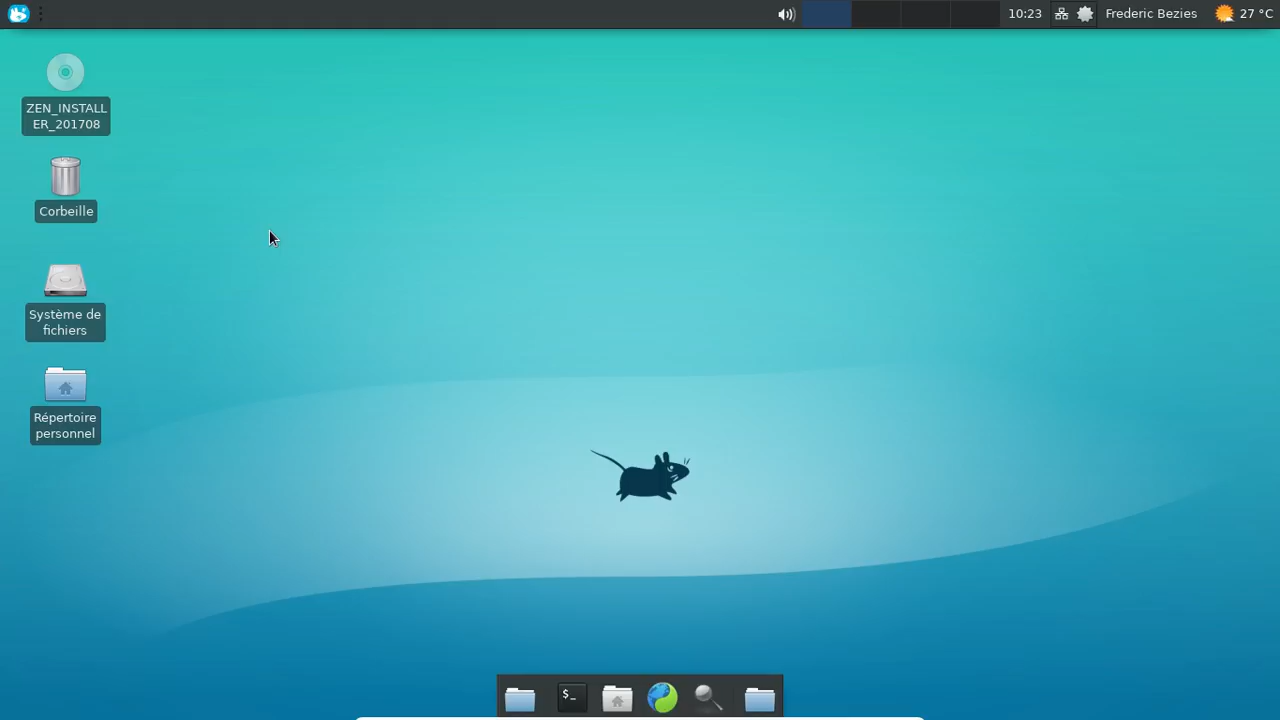 10:23
Frederic Bezies
27 °C
ZEN_INSTALL
ER_201708
Corbeille
Système de
fichiers
Répertoire
personnel
$_